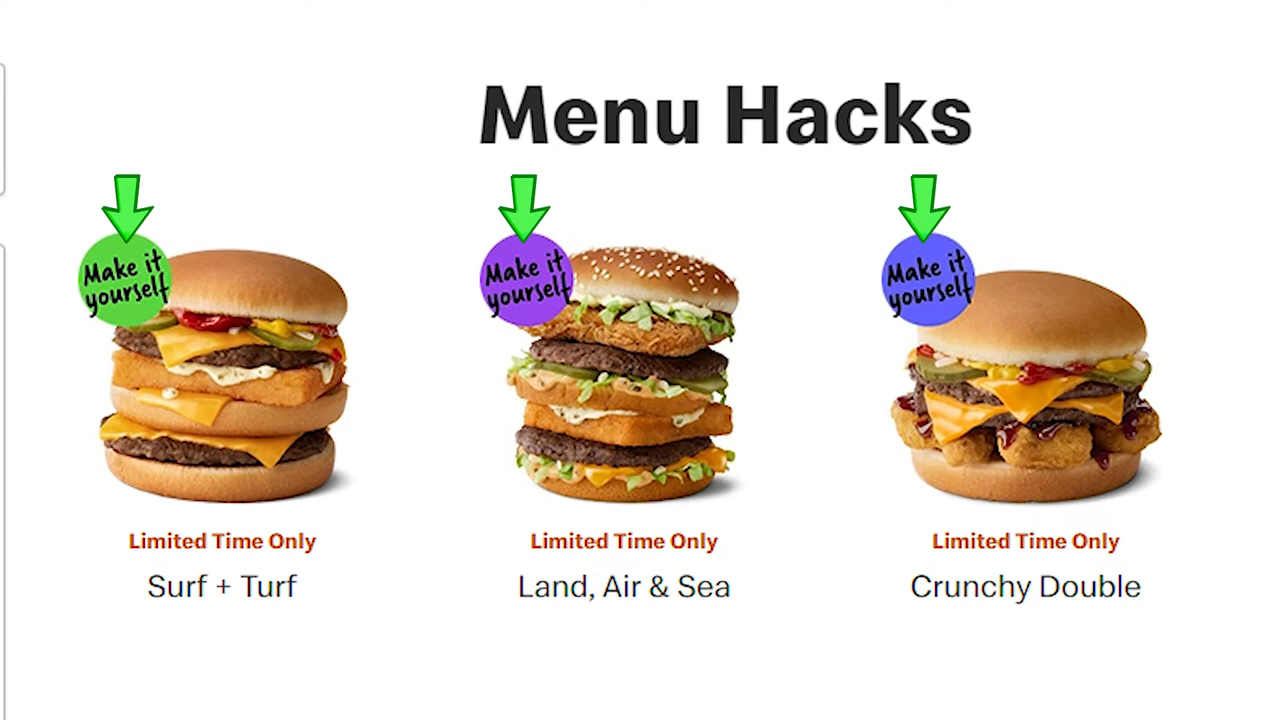 Menu Hacks
Make it
yourself
Make it
yourself
Make it
yourself
Limited Time Only
Limited Time Only
Limited Time Only
Surf + Turf
Land, Air & Sea
Crunchy Double